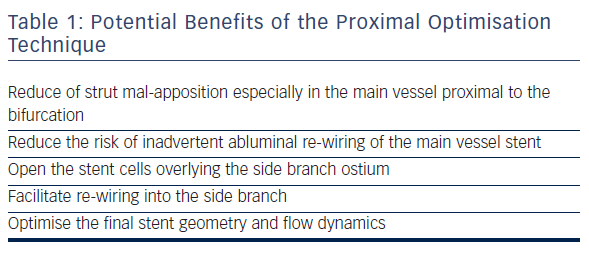 Table 1: Potential Benefits of the Proximal Optimisation
Technique
Reduce of strut mal-apposition especially in the main vessel proximal to the
bifurcation
Reduce the risk of inadvertent abluminal re-wiring of the main vessel stent
Open the stent cells overlying the side branch ostium
Facilitate re-wiring into the side branch
Optimise the final stent geometry and flow dynamics